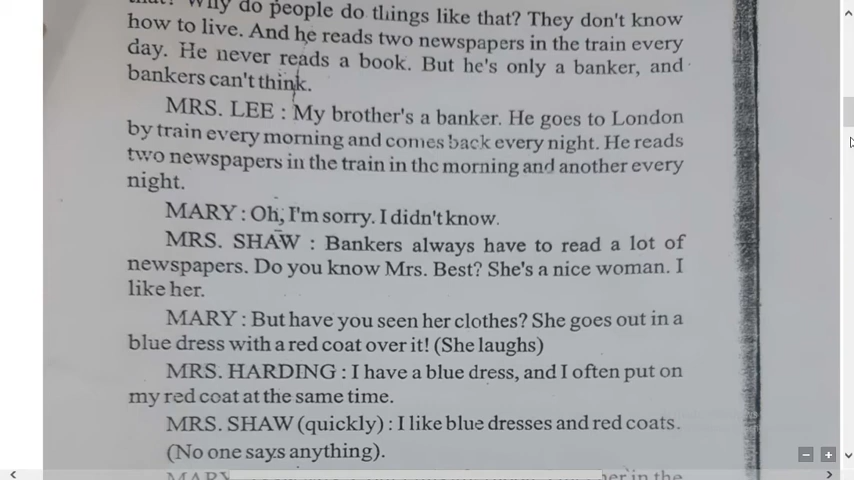 that? Why do people do things like that? They don't know
how to live. And he reads two newspapers in the train every
day. He never reads a book. But he's only a banker, and
bankers can't think.
MRS. LEE : My brother's a banker. He goes to London
by train every morning and comes back every night. He reads
two newspapers in the train in the morning and another every
night.
MARY : Oh, I'm sorry. I didn't know.
MRS. SHAW : Bankers always have to read a lot of
newspapers. Do you know Mrs. Best? She's a nice woman. I
like her.
MARY : But have you seen her clothes? She goes out in a
blue dress with a red coat over it! (She laughs)
MRS. HARDING : I have a blue dress, and I often put on
my red coat at the same time.
MRS. SHAW (quickly) : I like blue dresses and red coats.
(No one says anything).
MARY in the